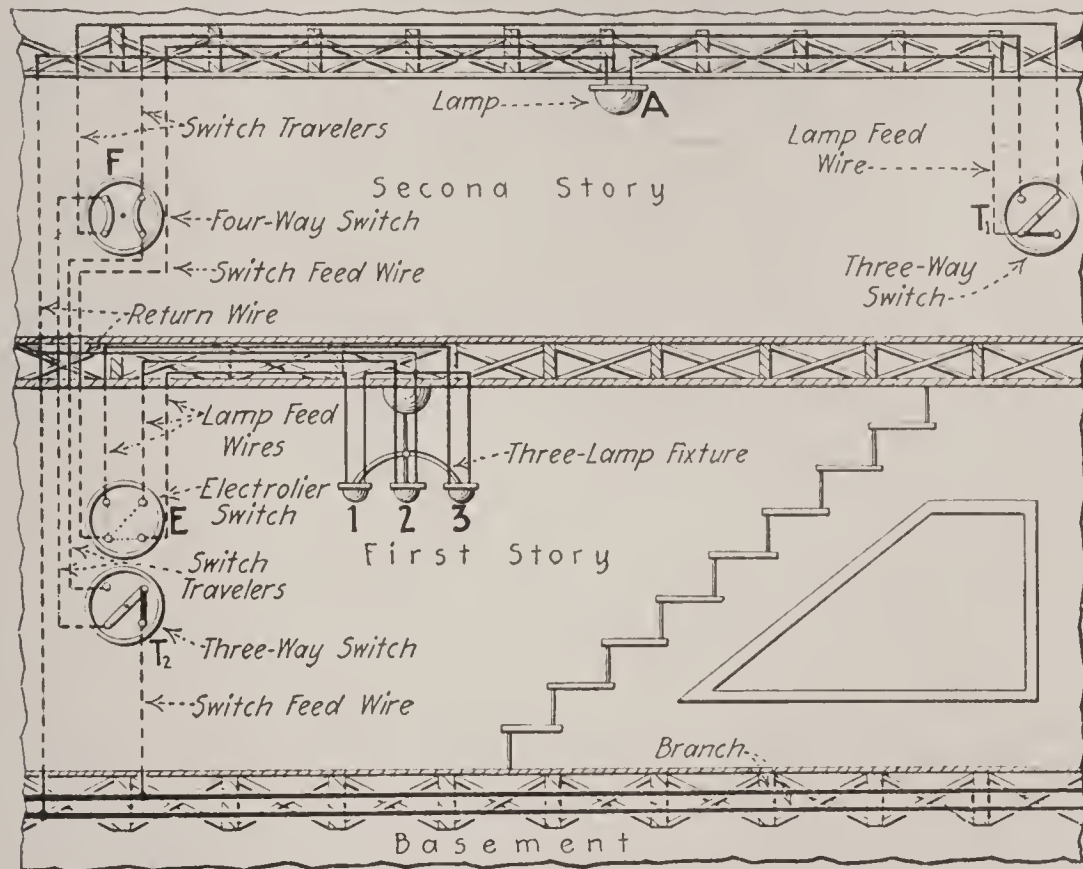 Lamp
A
Switch Travelers
Lamp Feed
Wire
F
Secona Story
T1
Four-Way Switch
Three-Way
Switch
Switch Feed Wire
Return Wire
Lamp Feed
Wires
Three-Lamp Fixture
Electrolier
Switch
E
1 2 3
First Story
Switch
Travelers
T2
Three-Way Switch
Switch Feed Wire
Branch
Basement